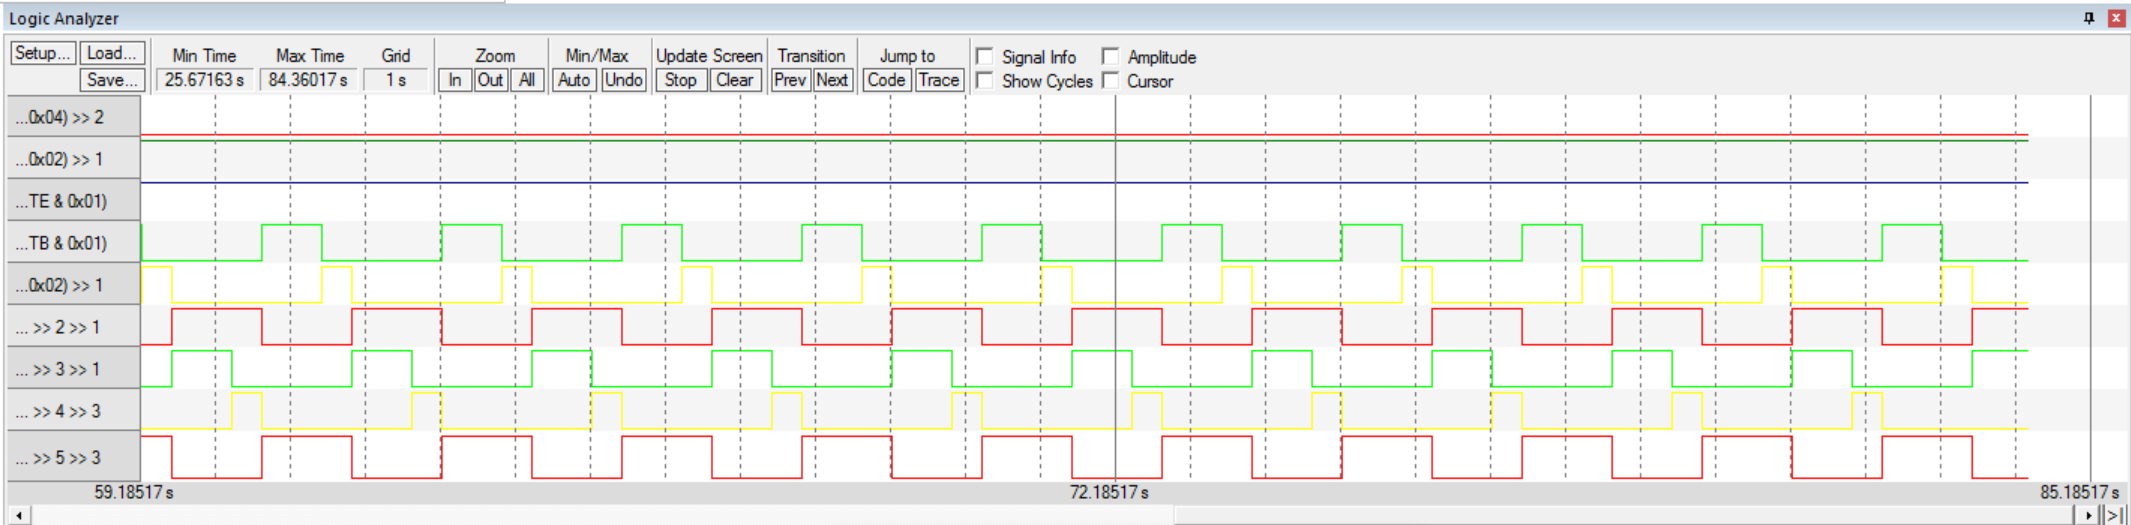 Logic Analyzer
Setup... Load... Min Time Max Time Grid Zoom Min/Max Update Screen Transition Jump to Signal Info Amplitude
Save... 25.67163 s 84.36017 s 1 s In Out All Auto Undo Stop Clear Prev Next Code Trace Show Cycles Cursor
...0x04) >> 2
...0x02) >> 1
...TE & 0x01)
...TB & 0x01)
...0x02) >> 1
... >> 2 >> 1
... >> 3 >> 1
... >> 4 >> 3
... >> 5 >> 3
59.18517 s 72.18517 s 85.18517 s